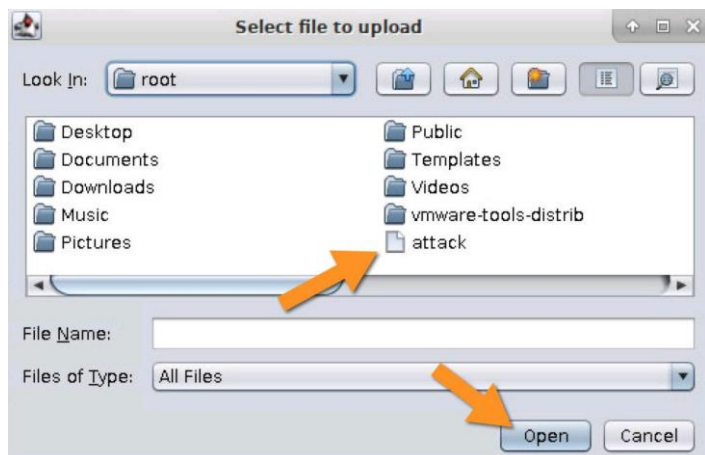 Select file to upload
Look In: root
Desktop Public
Documents Templates
Downloads Videos
Music vmware-tools-distrib
Pictures attack
File Name:
Files of Type: All Files
Open Cancel